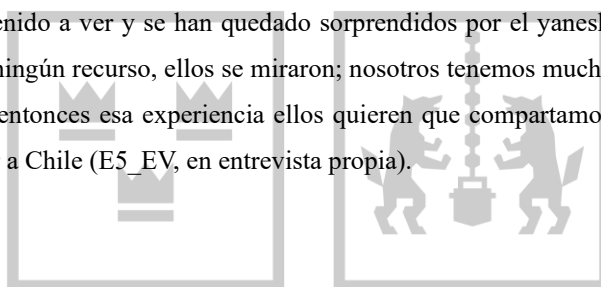 nido a ver y se han quedado sorprendidos por el yanesh
ningún recurso, ellos se miraron; nosotros tenemos much
entonces esa experiencia ellos quieren que compartamo
a Chile (E5_EV, en entrevista propia).